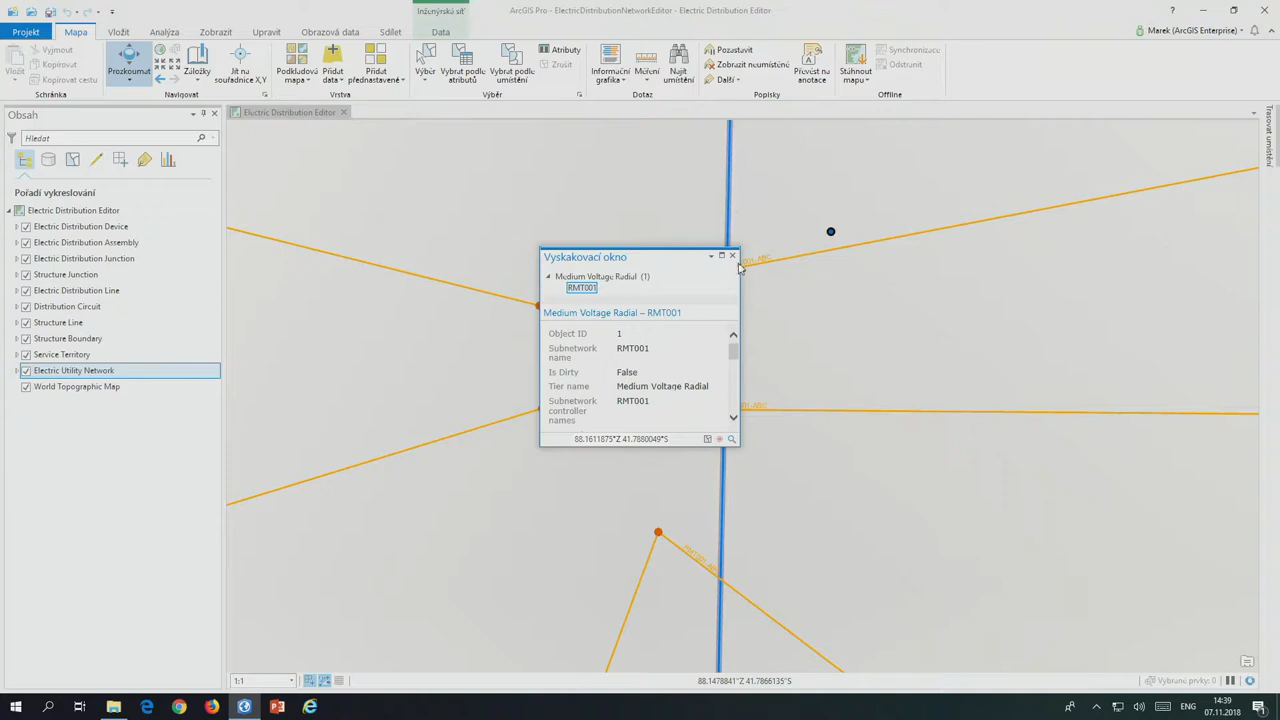 Inženýrská síť
ArcGIS Pro - ElectricDistributionNetworkEditor - Electric Distribution Editor
?
Projekt
Mapa
Vložit
Analýza
Zobrazit
Upravit
Obrazová data
Sdílet
Data
Marek (ArcGIS Enterprise)
Vložit
Vyjmout
Kopírovat
Kopírovat cestu
Schránka
Prozkoumat
Záložky
Jít na souřadnice X,Y
Navigovat
Podkladová mapa
Přidat data
Přidat přednastavené
Vrstva
Výběr
Vybrat podle atributů
Vybrat podle umístění
Atributy
Zrušit
Výběr
Informační grafika
Měření
Najít umístění
Dotaz
Pozastavit
Zobrazit neumístěné
Další
Převést na anotace
Popisky
Stáhnout mapu
Synchronizace
Odstranit
Offline
Obsah
Hledat
Pořadí vykreslování
Electric Distribution Editor
Electric Distribution Device
Electric Distribution Assembly
Electric Distribution Junction
Structure Junction
Electric Distribution Line
Distribution Circuit
Structure Line
Structure Boundary
Service Territory
Electric Utility Network
World Topographic Map
Electric Distribution Editor
Trasovat umístění
Vyskakovací okno
Medium Voltage Radial (1)
RMT001
Medium Voltage Radial – RMT001
Object ID 1
Subnetwork name RMT001
Is Dirty False
Tier name Medium Voltage Radial
Subnetwork controller names RMT001
88.1611875°Z 41.7880049°S
RMT001, ABC
1:1
88.1478841°Z 41.7866135°S
Vybrané prvky: 0
ENG
14:39
07.11.2018